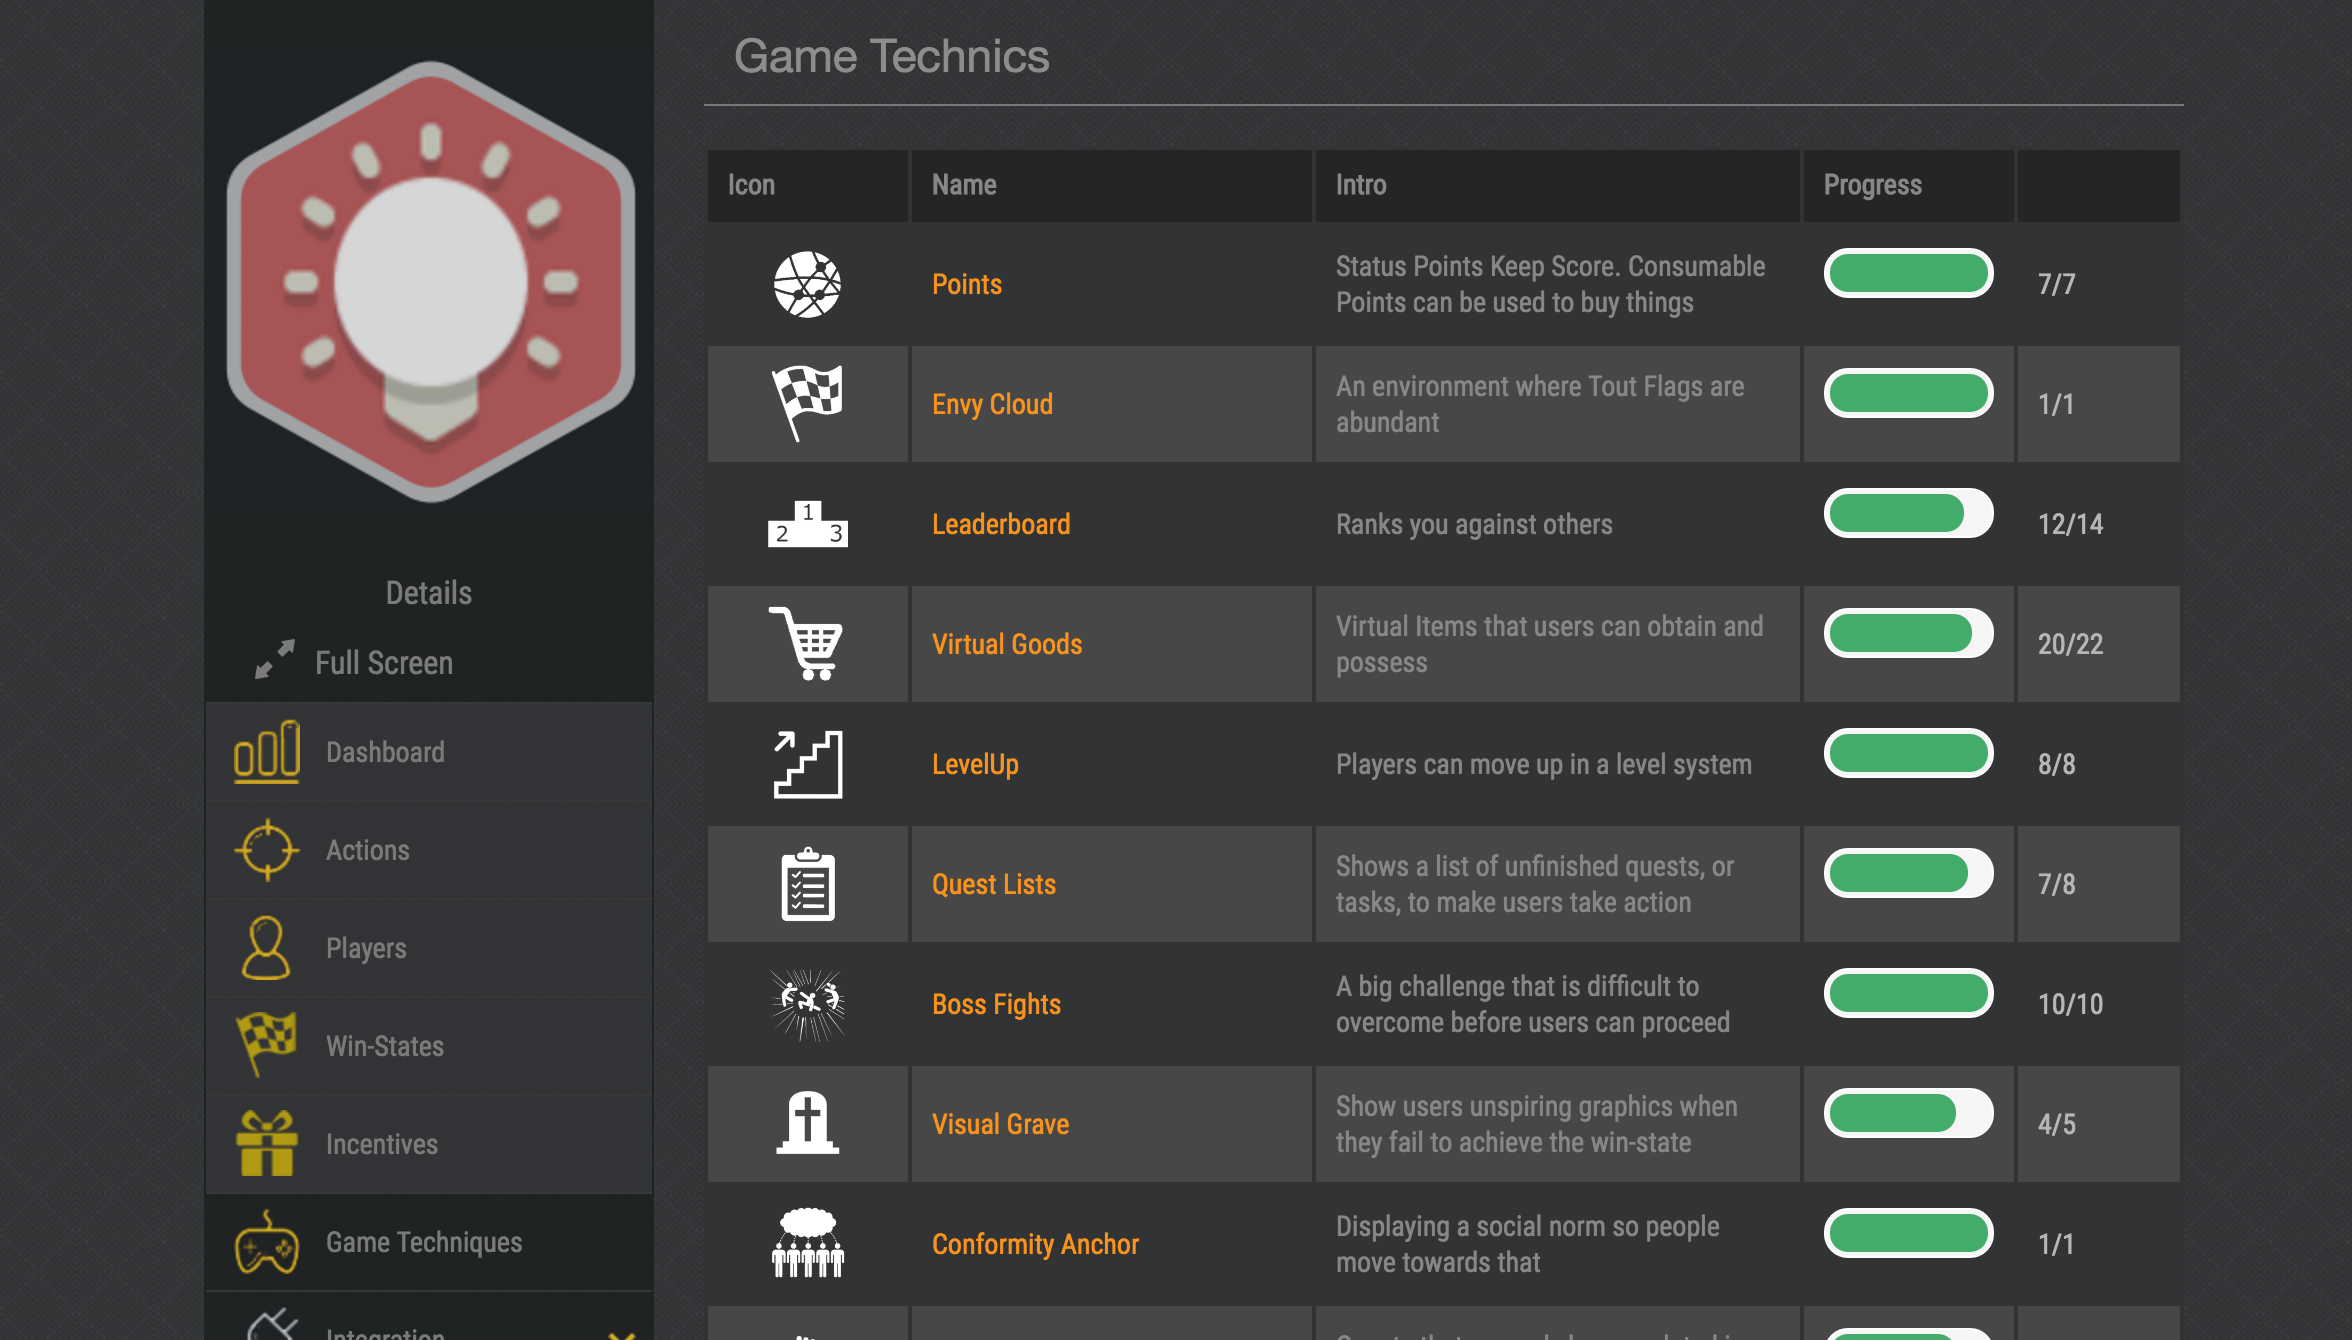 Game Technics
Details
Full Screen
Dashboard
Actions
Players
Win-States
Incentives
Game Techniques
Integration
Icon Name Intro Progress
Points
Status Points Keep Score. Consumable
Points can be used to buy things
7/7
Envy Cloud
An environment where Tout Flags are
abundant
1/1
1
2 3
Leaderboard
Ranks you against others
12/14
Virtual Goods
Virtual Items that users can obtain and
possess
20/22
LevelUp
Players can move up in a level system
8/8
Quest Lists
Shows a list of unfinished quests, or
tasks, to make users take action
7/8
Boss Fights
A big challenge that is difficult to
overcome before users can proceed
10/10
Visual Grave
Show users unspiring graphics when
they fail to achieve the win-state
4/5
Conformity Anchor
Displaying a social norm so people
move towards that
1/1